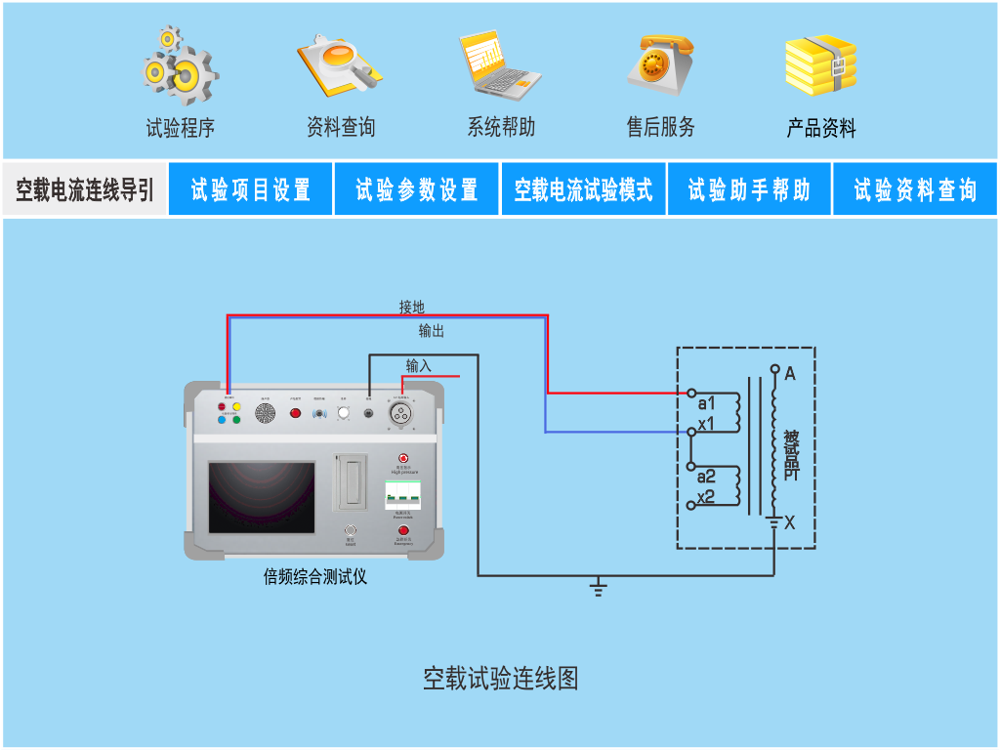 试验程序
资料查询
系统帮助
售后服务
产品资料
空载电流连线导引
试验项目设置
试验参数设置
空载电流试验模式
试验助手帮助
试验资料查询
接地
输出
输入
High pressure
倍频综合测试仪
A
a1
x1
被试品PT
a2
x2
X
空载试验连线图